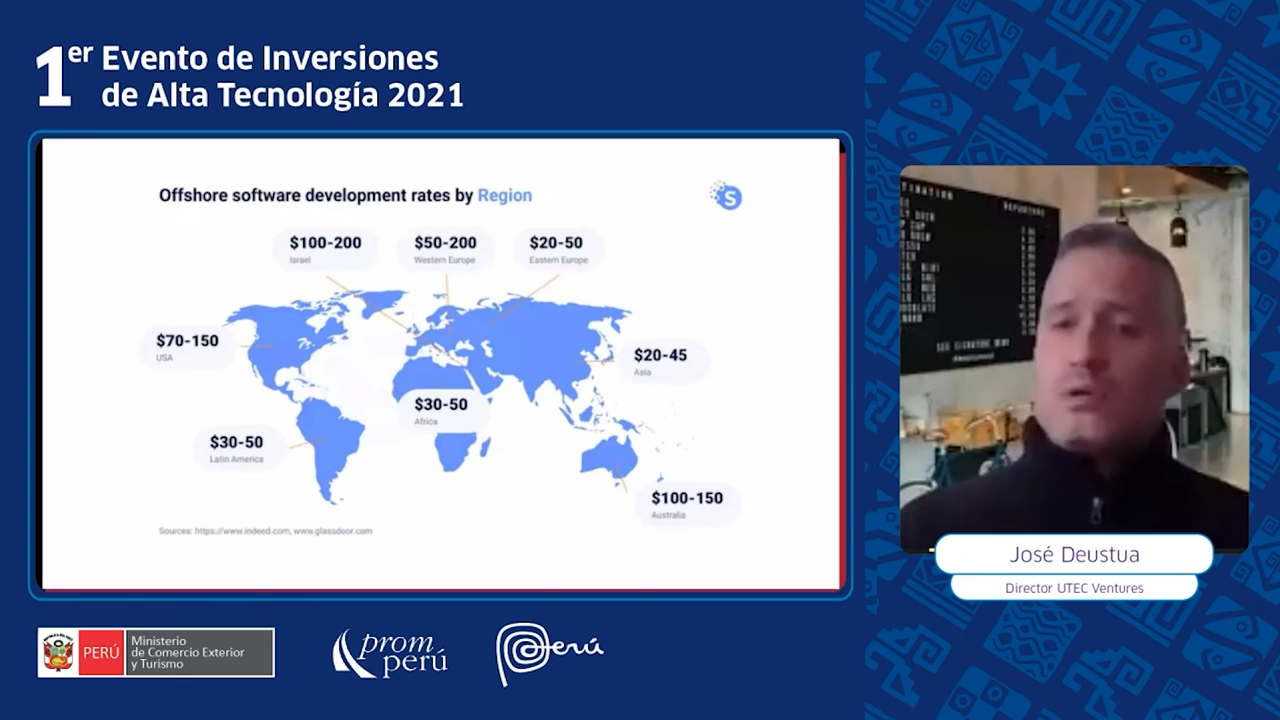 1er Evento de Inversiones
de Alta Tecnología 2021
Offshore software development rates by Region
S
$100-200
Israel
$50-200
Western Europe
$20-50
Eastern Europe
$70-150
USA
$20-45
Asia
$30-50
Africa
$30-50
Latin America
$100-150
Australia
Sources: https://www.indeed.com, www.glassdoor.com
DEPARTURE
José Deustua
Director UTEC Ventures
PERÚ
Ministerio
de Comercio Exterior
y Turismo
prom
perú
Perú